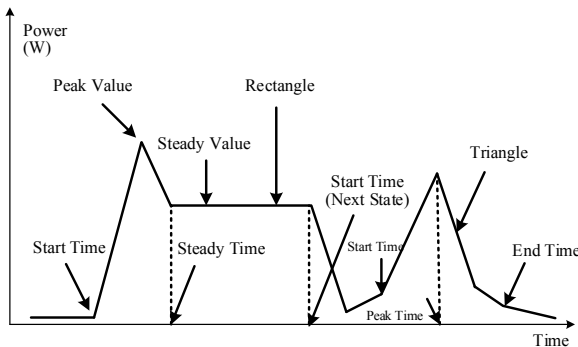 Power
(W)
Peak Value
Rectangle
Steady Value
Start Time
(Next State)
Triangle
Start Time
Steady Time
Start Time
End Time
Peak Time
Time